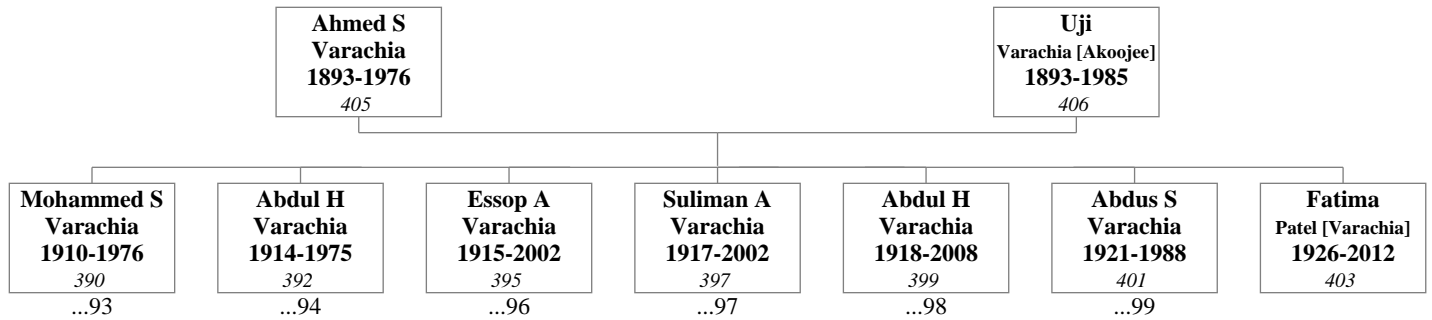 Ahmed S
Varachia
1893-1976
405
Uji
Varachia [Akoojee]
1893-1985
406
Mohammed S
Varachia
1910-1976
390
...93
Abdul H
Varachia
1914-1975
392
...94
Essop A
Varachia
1915-2002
395
...96
Suliman A
Varachia
1917-2002
397
...97
Abdul H
Varachia
1918-2008
399
...98
Abdus S
Varachia
1921-1988
401
...99
Fatima
Patel [Varachia]
1926-2012
403